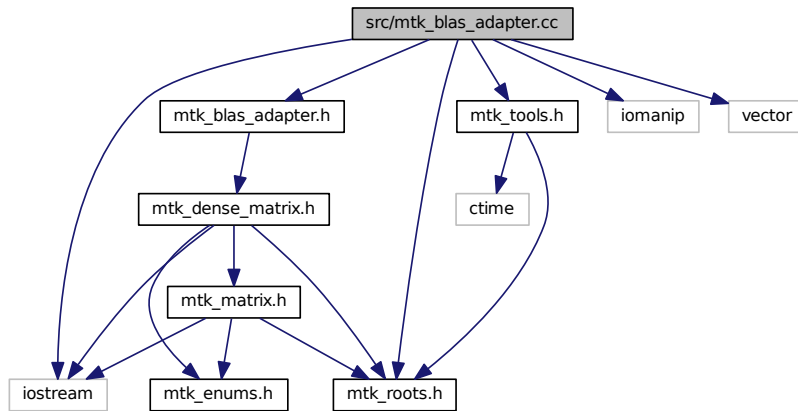 src/mtk_blas_adapter.cc
mtk_blas_adapter.h
mtk_tools.h
iomanip
vector
mtk_dense_matrix.h
ctime
mtk_matrix.h
iostream
mtk_enums.h
mtk_roots.h